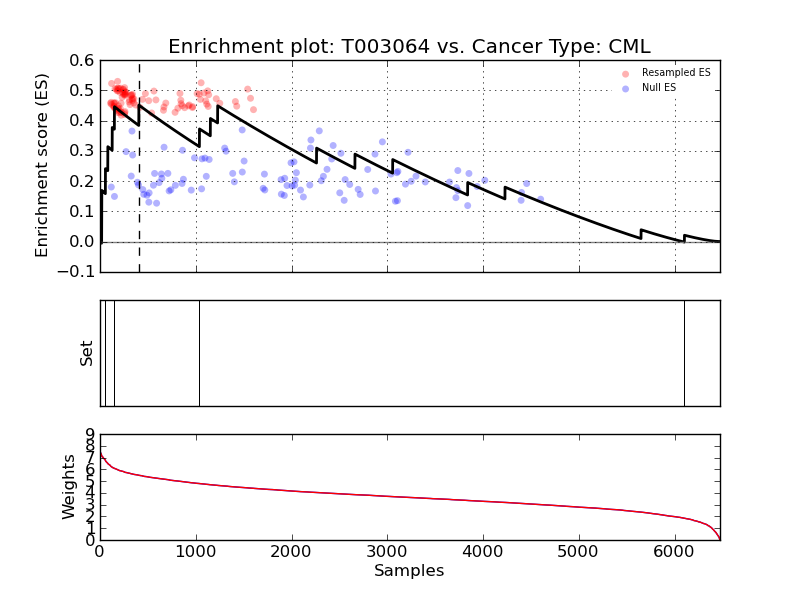 Enrichment plot: T003064 vs. Cancer Type: CML
Enrichment score (ES)
0.6
0.5
0.4
0.3
0.2
0.1
0.0
−0.1
Resampled ES
Null ES
Set
Weights
9
8
7
6
5
4
3
2
1
0
0 1000 2000 3000 4000 5000 6000
Samples